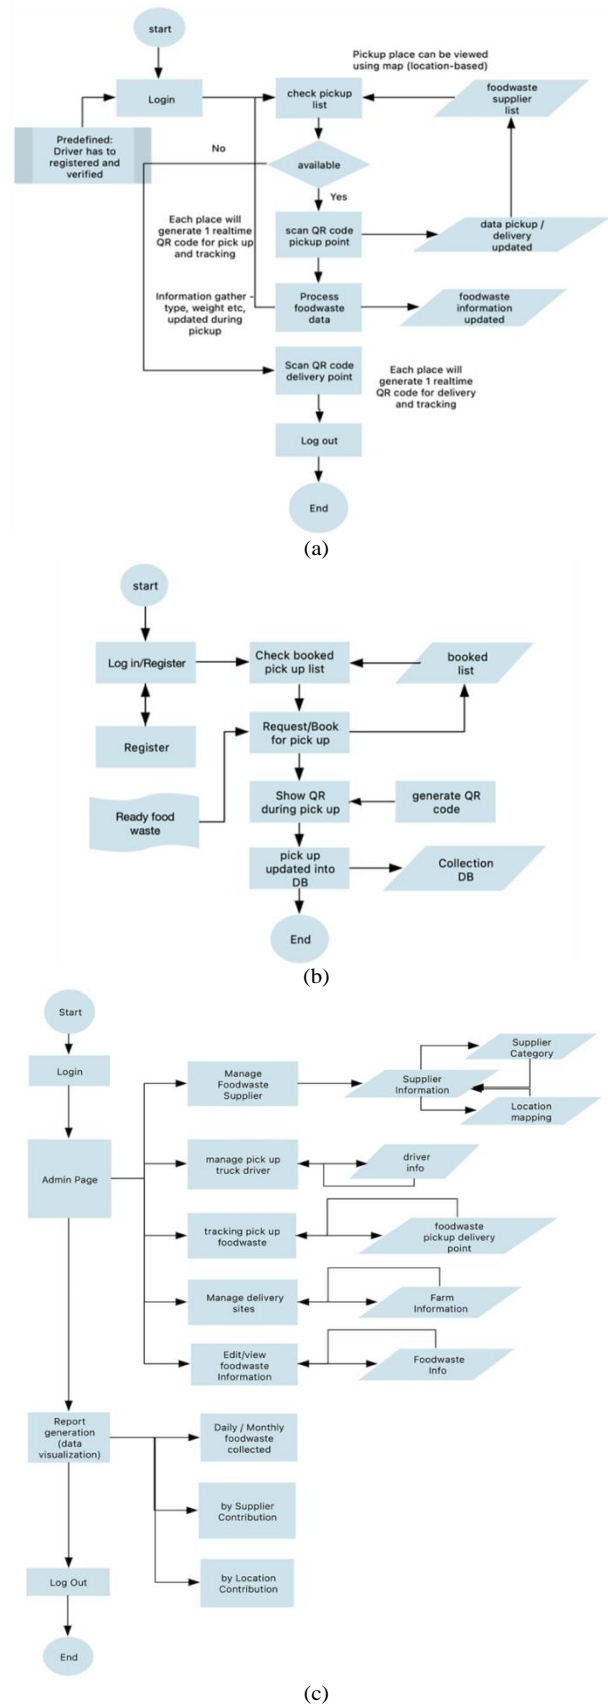 start
Pickup place can be viewed
using map (location-based)
Login
check pickup
list
foodwaste
supplier
list
Predefined:
Driver has to
registered and
verified
No
available
Yes
Each place will
generate 1 realtime
QR code for pick up
and tracking
scan QR code
pickup point
data pickup /
delivery
updated
Information gather -
type, weight etc,
updated during
pickup
Process
foodwaste
data
foodwaste
information
updated
Scan QR code
delivery point
Each place will
generate 1 realtime
QR code for delivery
and tracking
Log out
End
(a)
start
Log in/Register
Check booked
pick up list
booked
list
Register
Request/Book
for pick up
Ready food
waste
Show QR
during pick up
generate QR
code
pick up
updated into
DB
Collection
DB
End
(b)
Start
Login
Manage
Foodwaste
Supplier
Supplier
Information
Supplier
Category
Location
mapping
Admin Page
manage pick up
truck driver
driver
info
tracking pick up
foodwaste
foodwaste
pickup delivery
point
Manage delivery
sites
Farm
Information
Edit/view
foodwaste
Information
Foodwaste
Info
Report
generation
(data
visualization)
Daily / Monthly
foodwaste
collected
by Supplier
Contribution
by Location
Contribution
Log Out
End
(c)